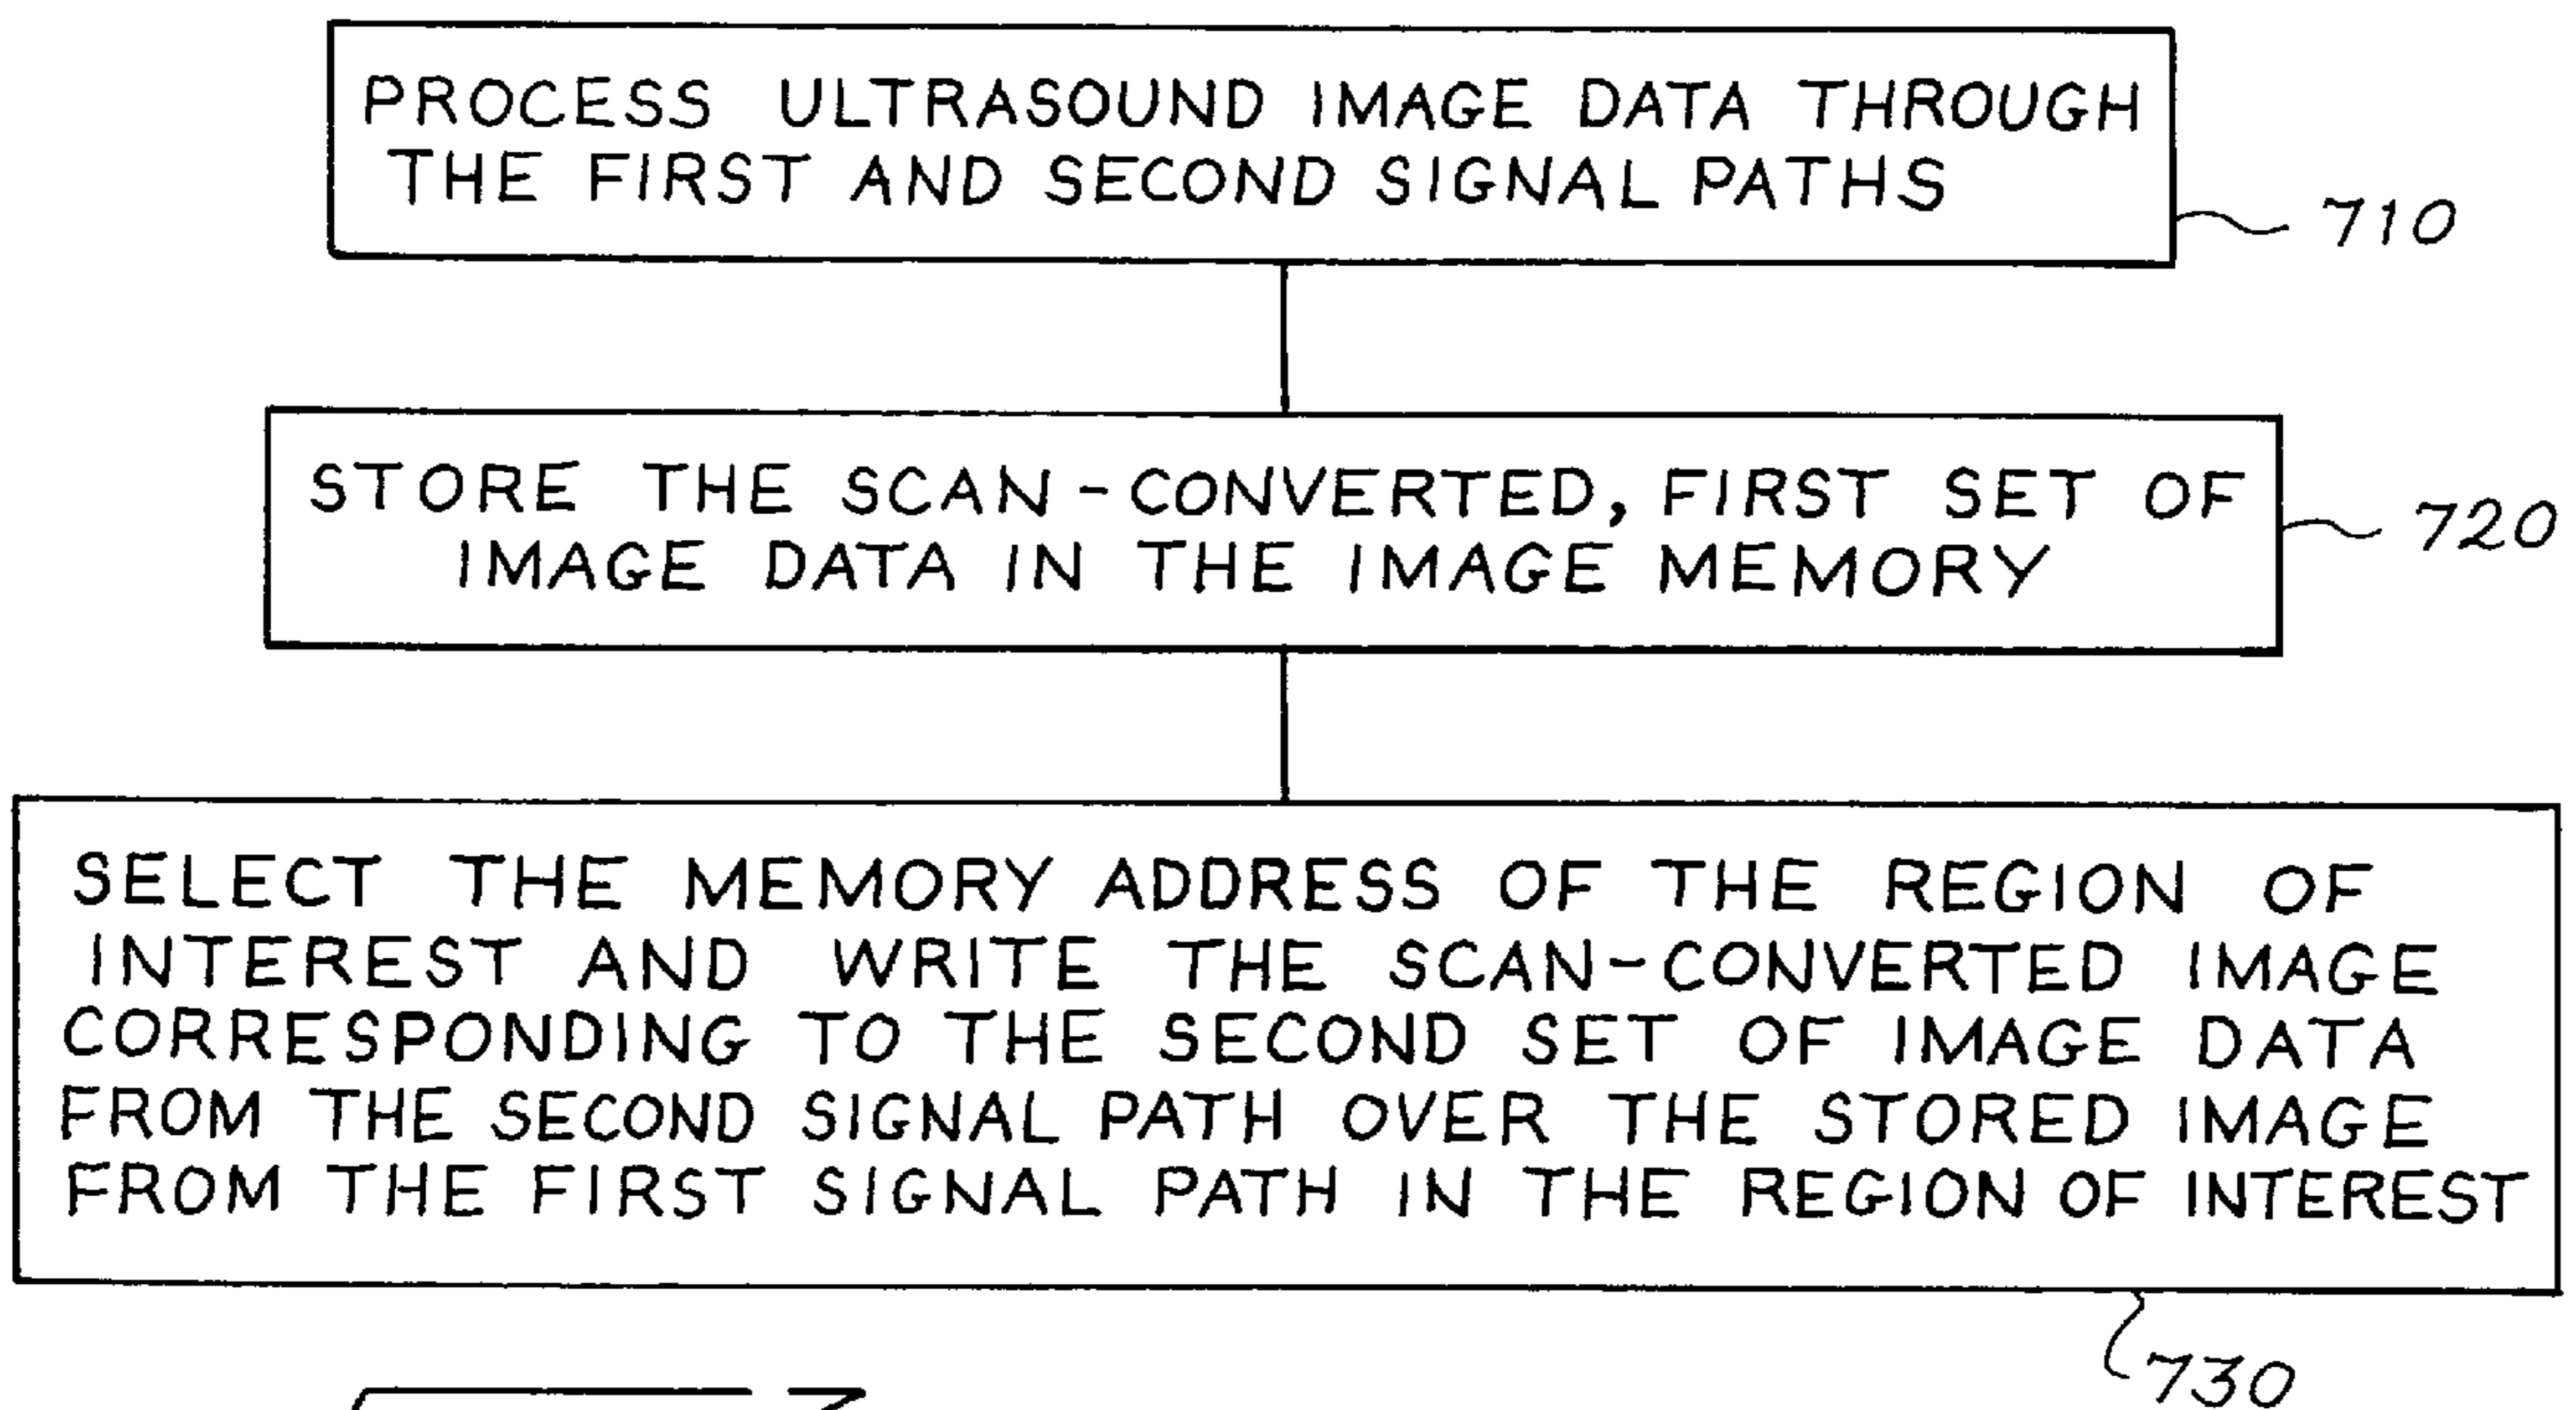 PROCESS ULTRASOUND IMAGE DATA THROUGH
THE FIRST AND SECOND SIGNAL PATHS
710
STORE THE SCAN-CONVERTED, FIRST SET OF
IMAGE DATA IN THE IMAGE MEMORY
720
SELECT THE MEMORY ADDRESS OF THE REGION OF
INTEREST AND WRITE THE SCAN-CONVERTED IMAGE
CORRESPONDING TO THE SECOND SET OF IMAGE DATA
FROM THE SECOND SIGNAL PATH OVER THE STORED IMAGE
FROM THE FIRST SIGNAL PATH IN THE REGION OF INTEREST
730